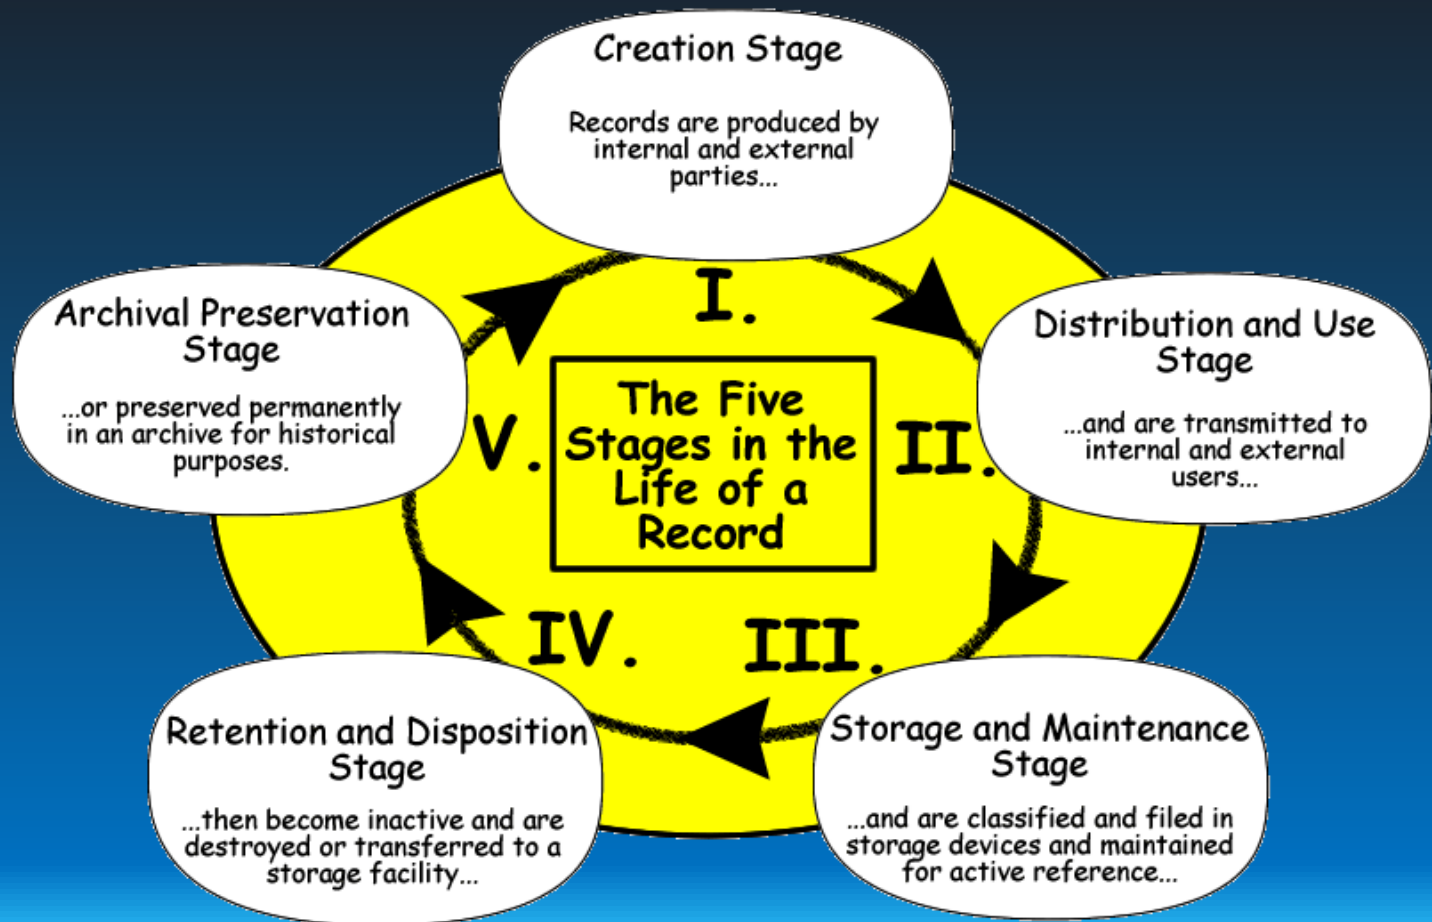 Creation Stage
Records are produced by
internal and external
parties...
I.
Distribution and Use
Stage
...and are transmitted to
internal and external
users...
II.
Storage and Maintenance
Stage
...and are classified and filed in
storage devices and maintained
for active reference...
III.
Retention and Disposition
Stage
...then become inactive and are
destroyed or transferred to a
storage facility...
IV.
Archival Preservation
Stage
...or preserved permanently
in an archive for historical
purposes.
V.
The Five
Stages in the
Life of a
Record